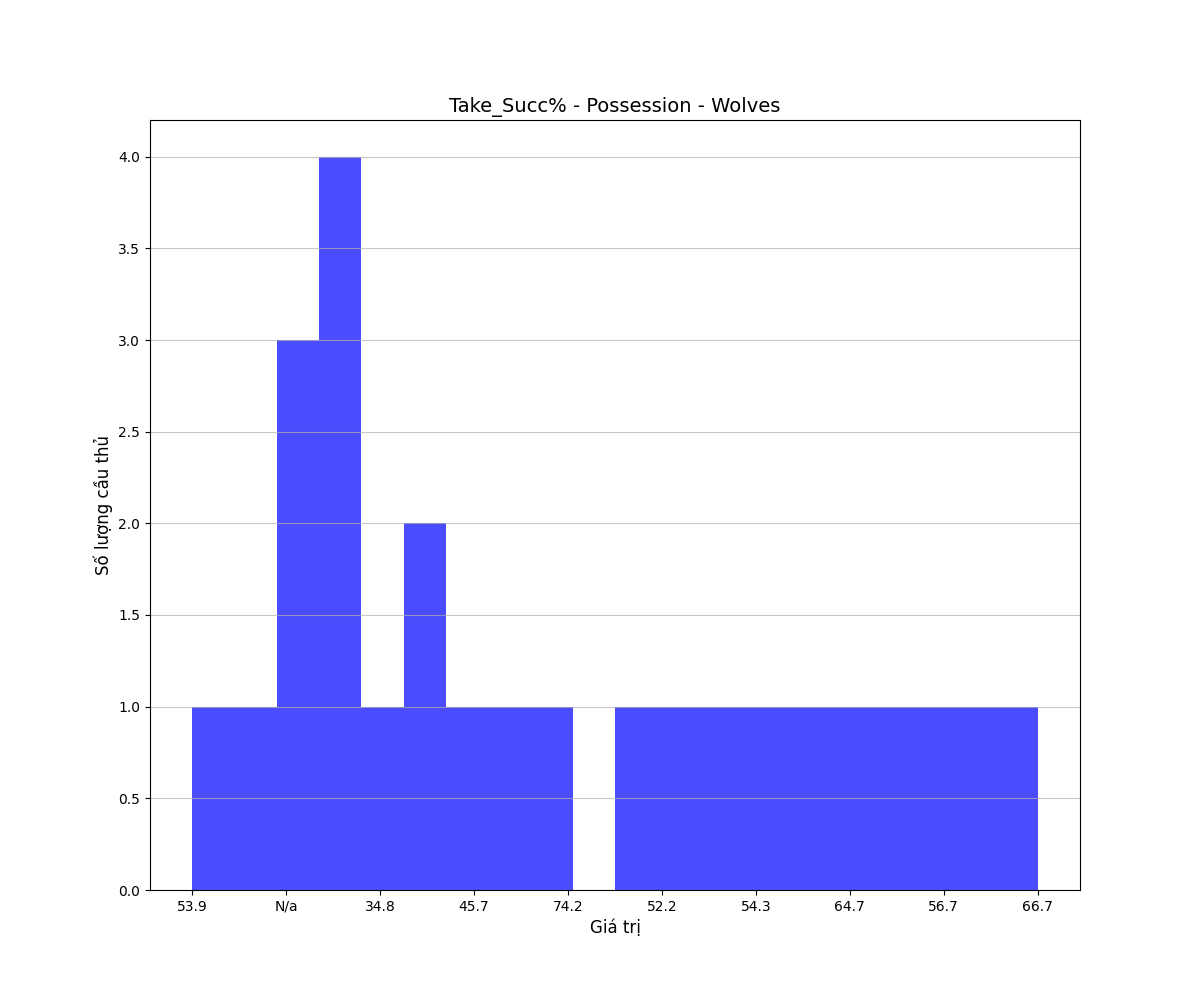 Take_Succ% - Possession - Wolves
4.0
3.5
3.0
2.5
2.0
1.5
1.0
0.5
0.0
Số lượng cầu thủ
53.9 N/a 34.8 45.7 74.2 52.2 54.3 64.7 56.7 66.7
Giá trị